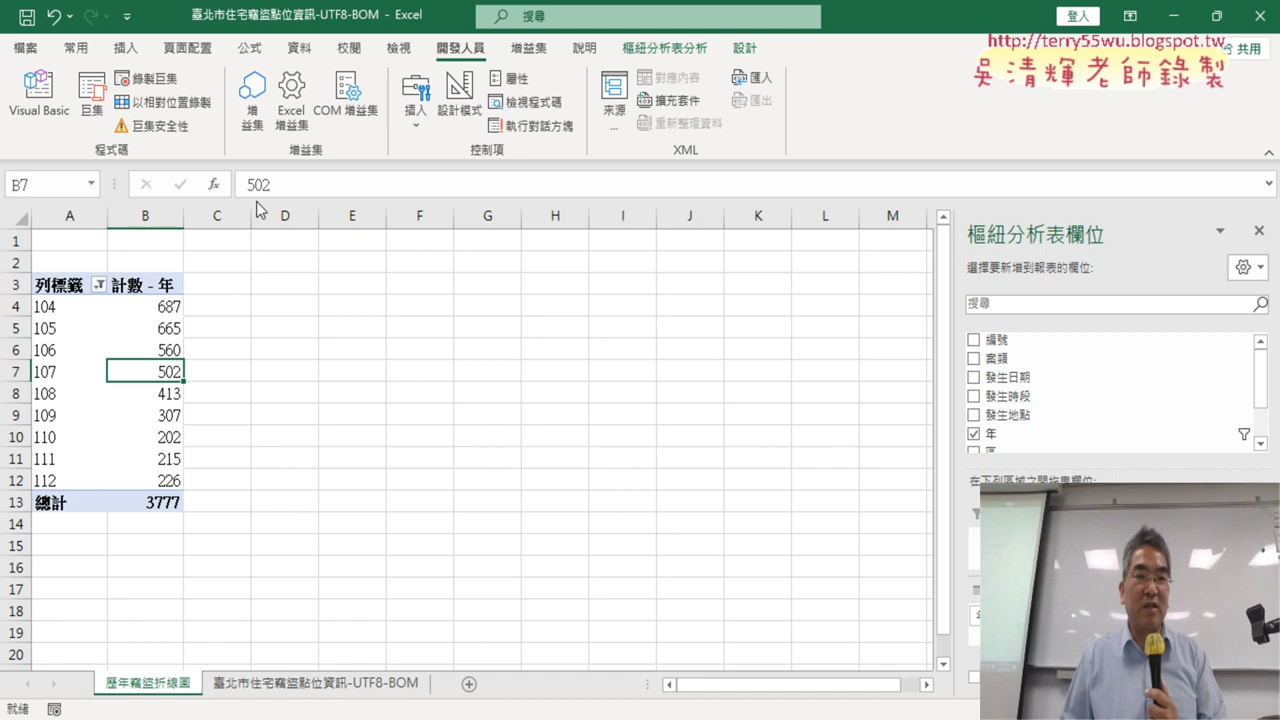 臺北市住宅竊盜點位資訊-UTF8-BOM - Excel
搜尋
登入
檔案 常用 插入 頁面配置 公式 資料 校閱 檢視 開發人員 增益集 說明 樞紐分析表分析 設計
共用
http://terry55wu.blogspot.tw
吳清輝老師錄製
Visual Basic
巨集
錄製巨集
以相對位置錄製
巨集安全性
程式碼
增
益集
Excel
增益集
COM 增益集
增益集
插入
設計模式
屬性
檢視程式碼
執行對話方塊
控制項
來源
...
對應內容
擴充套件
重新整理資料
匯入
匯出
XML
B7
fx
502
A B C D E F G H I J K L M
1
2
3 列標籤 計數 - 年
4 104 687
5 105 665
6 106 560
7 107 502
8 108 413
9 109 307
10 110 202
11 111 215
12 112 226
13 總計 3777
14
15
16
17
18
19
20
樞紐分析表欄位
選擇要新增到報表的欄位:
搜尋
編號
案類
發生日期
發生時段
發生地點
年
歷年竊盜折線圖
臺北市住宅竊盜點位資訊-UTF8-BOM
就緒